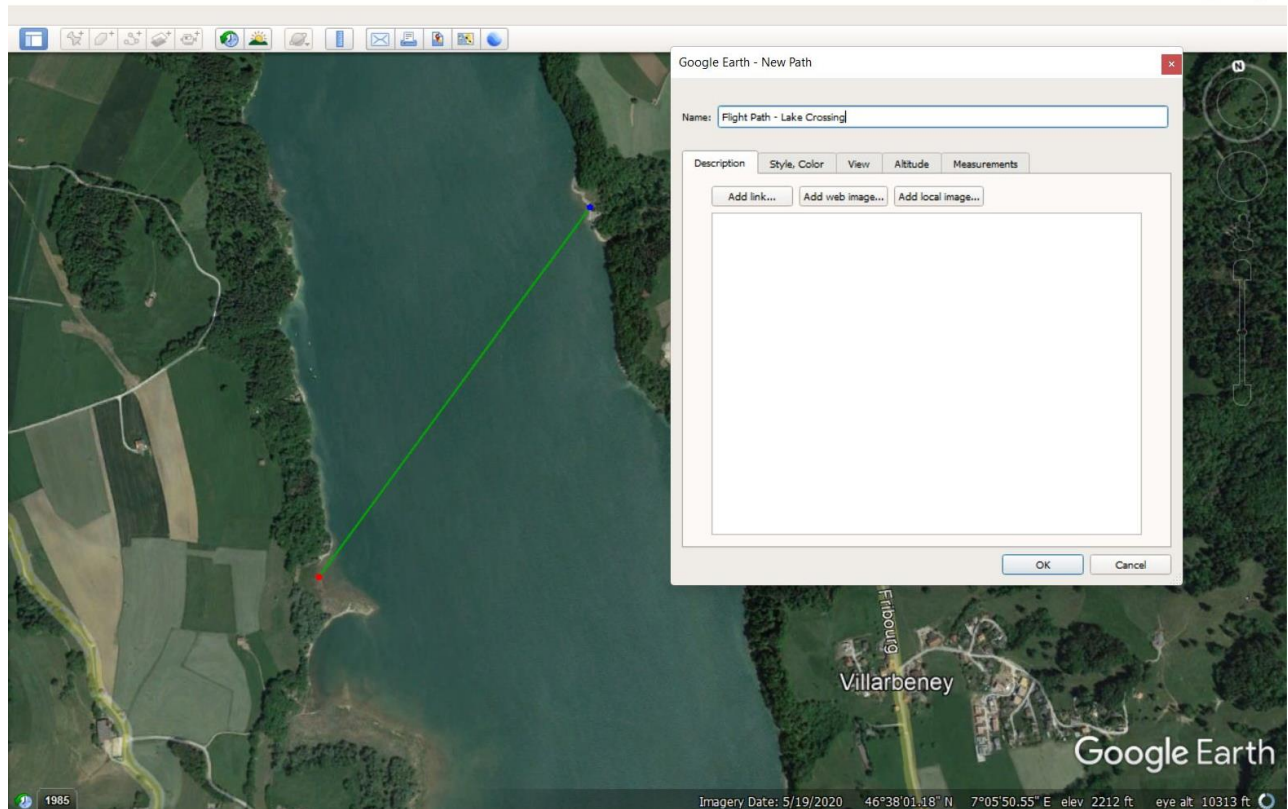 Google Earth - New Path
N
Name: Flight Path - Lake Crossing
Description Style, Color View Altitude Measurements
Add link... Add web image... Add local image...
OK Cancel
Fribourg
Villarbeney
Google Earth
1985
Imagery Date: 5/19/2020 46°38'01.18" N 7°05'50.55" E elev 2212 ft eye alt 10313 ft